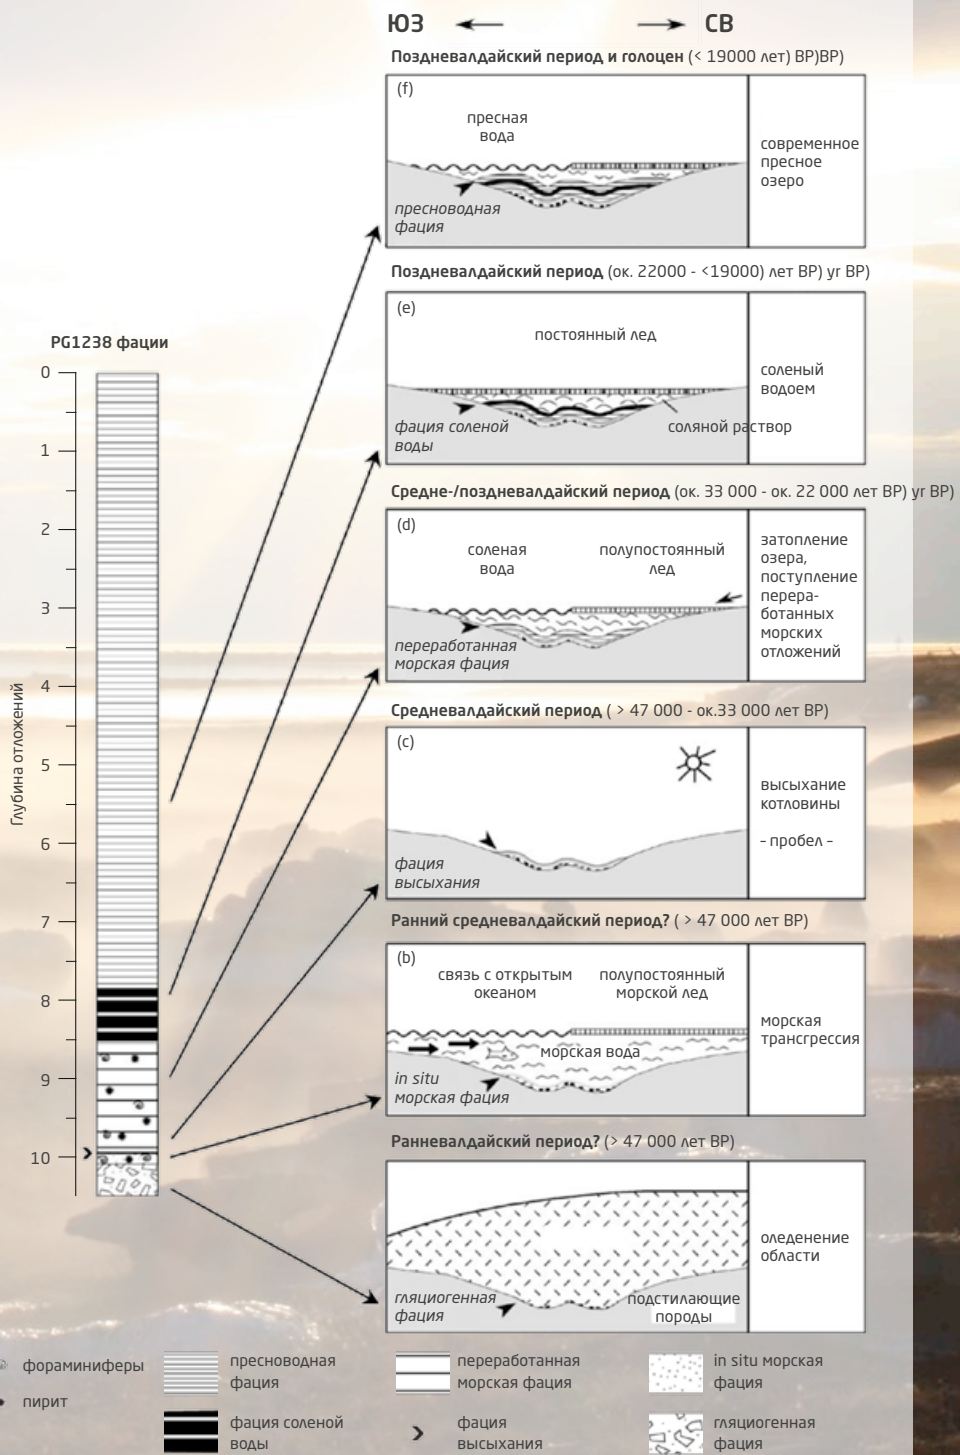 ЮЗ СВ
Поздневалдайский период и голоцен (< 19000 лет) BP)BP)
(f)
пресная
вода
пресноводная
фация
современное
пресное
озеро
Поздневалдайский период (ок. 22000 - <19000) лет BP) yr BP)
(e)
постоянный лед
фация соленой
воды
соляной раствор
соленый
водоем
Средне-/поздневалдайский период (ок. 33 000 - ок. 22 000 лет BP) yr BP)
(d)
соленая
вода
полупостоянный
лед
переработанная
морская фация
затопление
озера,
поступление
перера-
ботанных
морских
отложений
Средневалдайский период ( > 47 000 - ок.33 000 лет BP)
(c)
фация
высыхания
высыхание
котловины
– пробел –
Ранний средневалдайский период? ( > 47 000 лет BP)
(b)
связь с открытым
океаном
полупостоянный
морской лед
морская вода
in situ
морская фация
морская
трансгрессия
Ранневалдайский период? (> 47 000 лет BP)
гляциогенная
фация
подстилающие
породы
оледенение
области
PG1238 фации
Глубина отложений
0
1
2
3
4
5
6
7
8
9
10
фораминиферы
пирит
пресноводная
фация
фация соленой
воды
переработанная
морская фация
фация
высыхания
in situ морская
фация
гляциогенная
фация